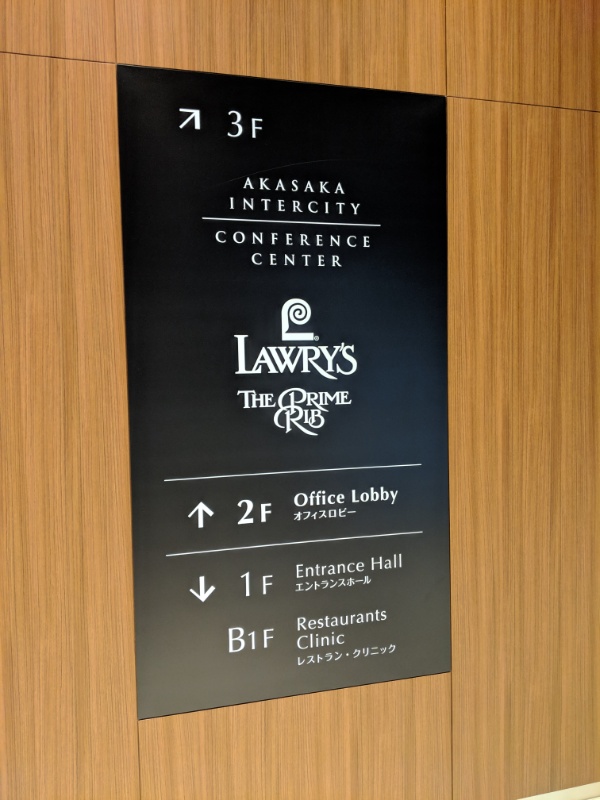 ↗ 3F
AKASAKA
INTERCITY
CONFERENCE
CENTER
LAWRY'S
THE PRIME
RIB
↑ 2F Office Lobby
オフィスロビー
↓ 1F Entrance Hall
エントランスホール
B1F Restaurants
Clinic
レストラン・クリニック